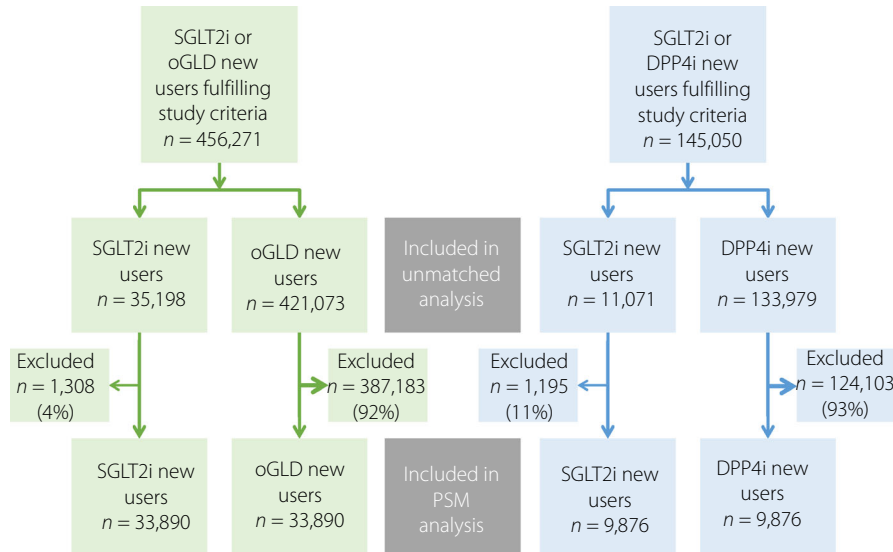 SGLT2i or
oGLD new
users fulfilling
study criteria
n = 456,271
SGLT2i or
DPP4i new
users fulfilling
study criteria
n = 145,050
SGLT2i new
users
n = 35,198
oGLD new
users
n = 421,073
Included in
unmatched
analysis
SGLT2i new
users
n = 11,071
DPP4i new
users
n = 133,979
Excluded
n = 1,308
(4%)
Excluded
n = 387,183
(92%)
Excluded
n = 1,195
(11%)
Excluded
n = 124,103
(93%)
SGLT2i new
users
n = 33,890
oGLD new
users
n = 33,890
Included in
PSM
analysis
SGLT2i new
users
n = 9,876
DPP4i new
users
n = 9,876